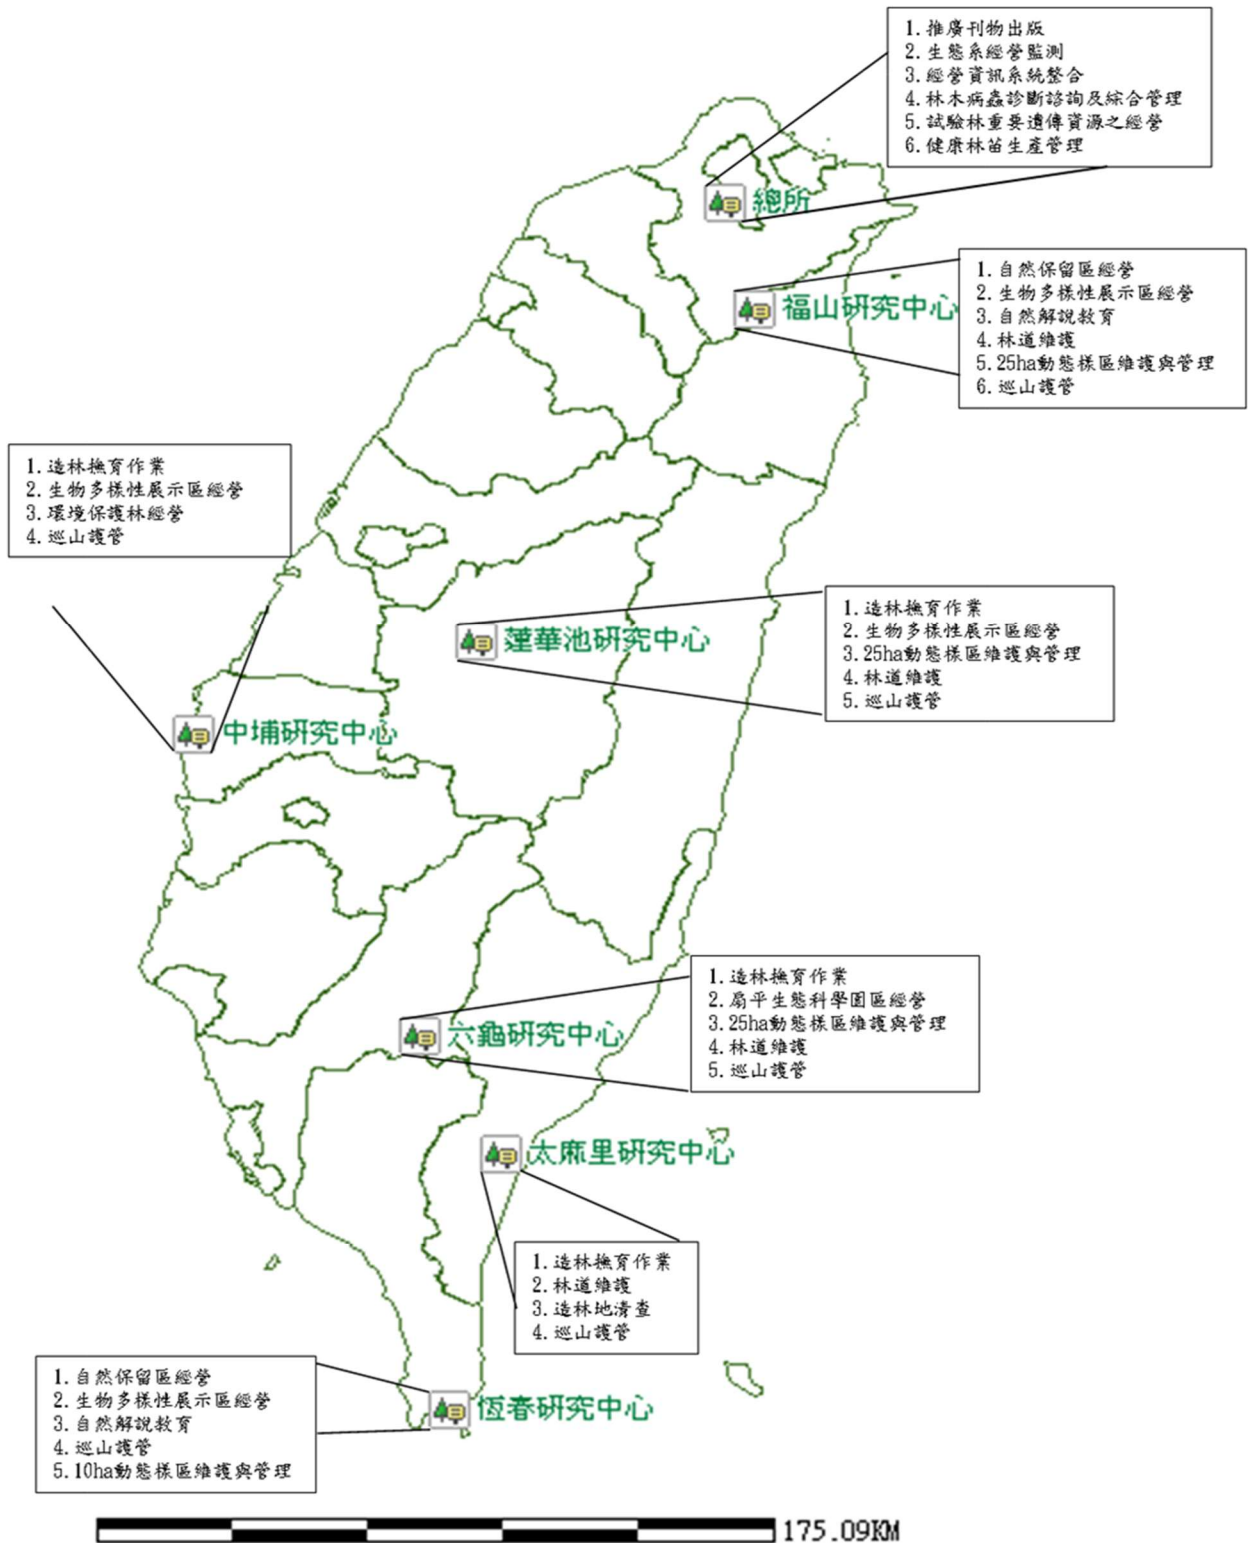 1.推廣刊物出版
2.生態系經營監測
3.經營資訊系統整合
4.林木病蟲診斷諮詢及綜合管理
5.試驗林重要遺傳資源之經營
6.健康林苗生產管理
總所
1.自然保留區經營
2.生物多樣性展示區經營
3.自然解說教育
4.林道維護
5.25ha動態樣區維護與管理
6.巡山護管
福山研究中心
1.造林撫育作業
2.生物多樣性展示區經營
3.環境保護林經營
4.巡山護管
中埔研究中心
1.造林撫育作業
2.生物多樣性展示區經營
3.25ha動態樣區維護與管理
4.林道維護
5.巡山護管
蓮華池研究中心
1.造林撫育作業
2.扇平生態科學園區經營
3.25ha動態樣區維護與管理
4.林道維護
5.巡山護管
六龜研究中心
太麻里研究中心
1.造林撫育作業
2.林道維護
3.造林地清查
4.巡山護管
1.自然保留區經營
2.生物多樣性展示區經營
3.自然解說教育
4.巡山護管
5.10ha動態樣區維護與管理
恆春研究中心
175.09KM